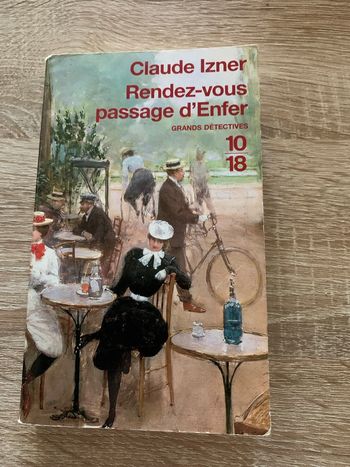 Claude Izner
Rendez-vous
passage d'Enfer
GRANDS DÉTECTIVES
10
18